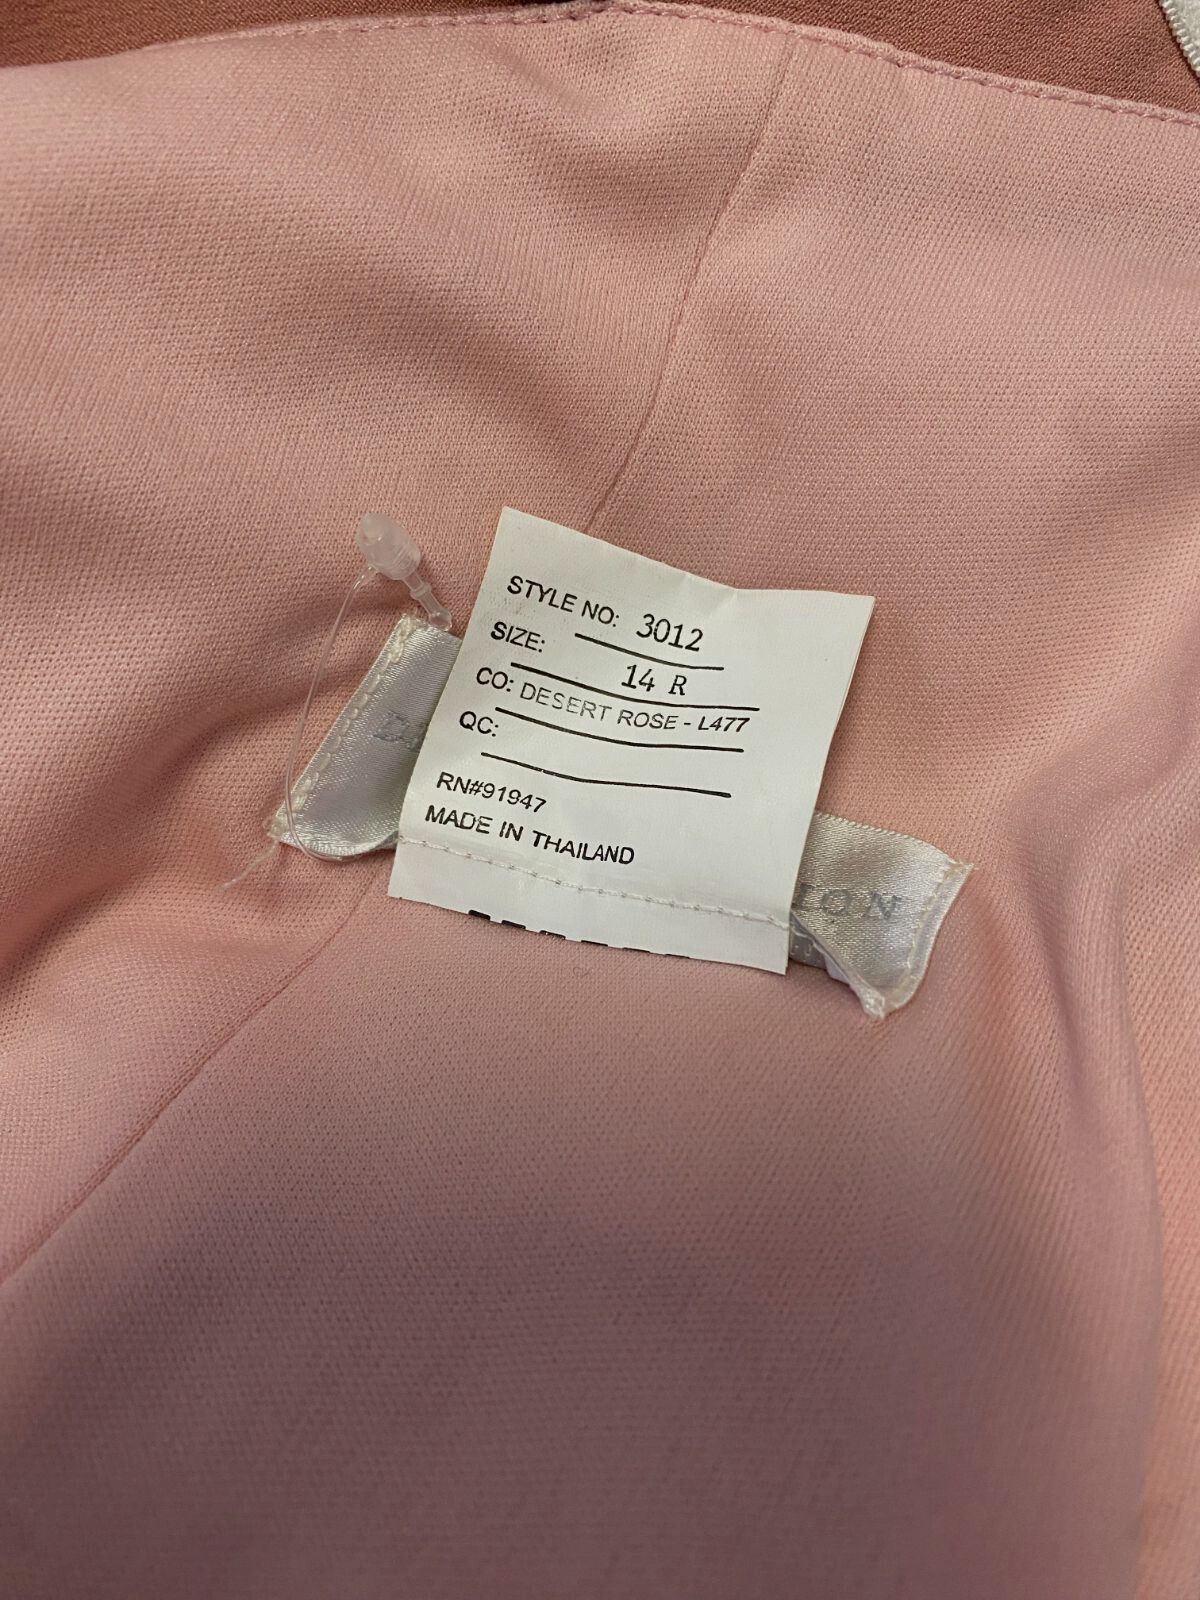 STYLE NO: 3012
SIZE: 14 R
CO: DESERT ROSE - L477
QC:
RN#91947
MADE IN THAILAND